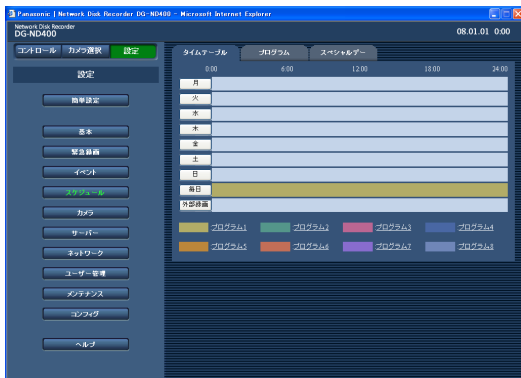 Panasonic | Network Disk Recorder DG-ND400 - Microsoft Internet Explorer
Network Disk Recorder
DG-ND400
08.01.01 0:00
コントロール カメラ選択 設定
設定
簡単設定
基本
緊急録画
イベント
スケジュール
カメラ
サーバー
ネットワーク
ユーザー管理
メンテナンス
コンフィグ
ヘルプ
タイムテーブル プログラム スペシャルデー
0:00 6:00 12:00 18:00 24:00
月
火
水
木
金
土
日
毎日
外部録画
プログラム1 プログラム2 プログラム3 プログラム4
プログラム5 プログラム6 プログラム7 プログラム8